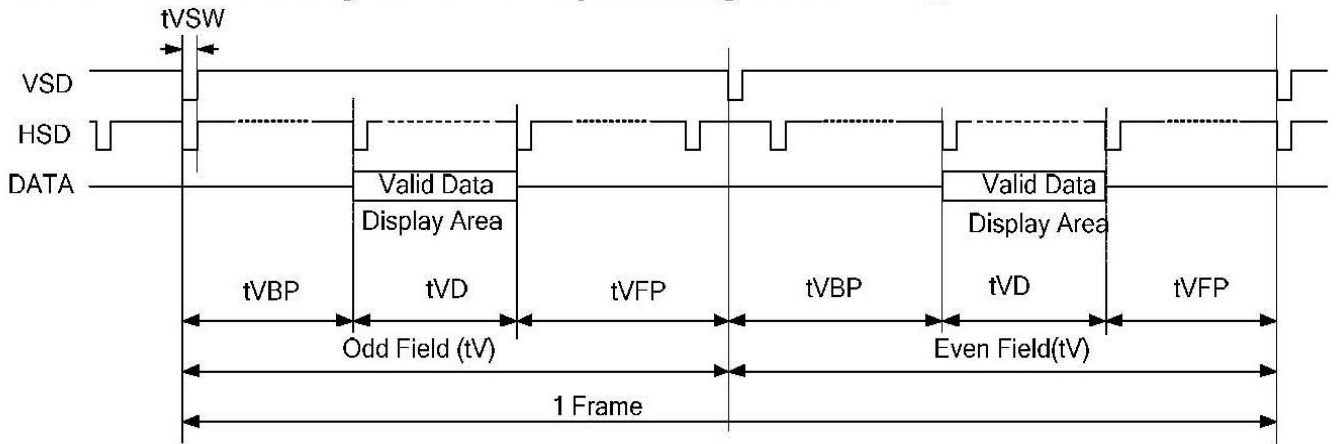 tVSW
VSD
HSD
DATA
Valid Data
Valid Data
Display Area
Display Area
tVBP
tVD
tVFP
tVBP
tVD
tVFP
Odd Field (tV)
Even Field(tV)
1 Frame